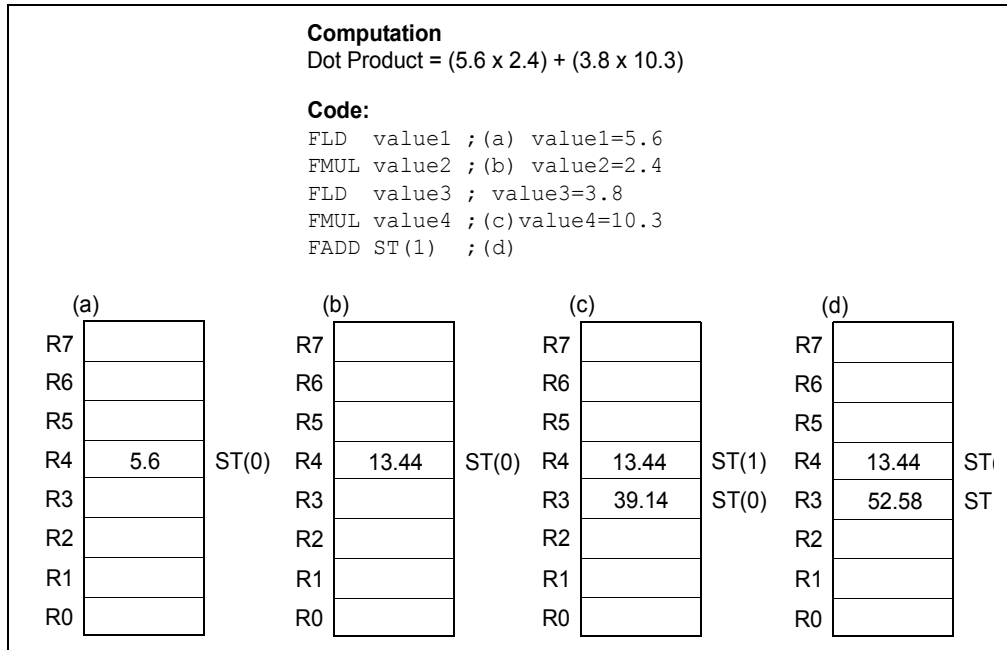 Computation
Dot Product = (5.6 x 2.4) + (3.8 x 10.3)
Code:
FLD value1 ;(a) value1=5.6
FMUL value2 ;(b) value2=2.4
FLD value3 ; value3=3.8
FMUL value4 ;(c)value4=10.3
FADD ST(1) ;(d)
(a) (b) (c) (d)
R7 R7 R7 R7
R6 R6 R6 R6
R5 R5 R5 R5
R4 5.6 ST(0) R4 13.44 ST(0) R4 13.44 ST(1) R4 13.44 ST(
R3 R3 R3 39.14 ST(0) R3 52.58 ST
R2 R2 R2 R2
R1 R1 R1 R1
R0 R0 R0 R0